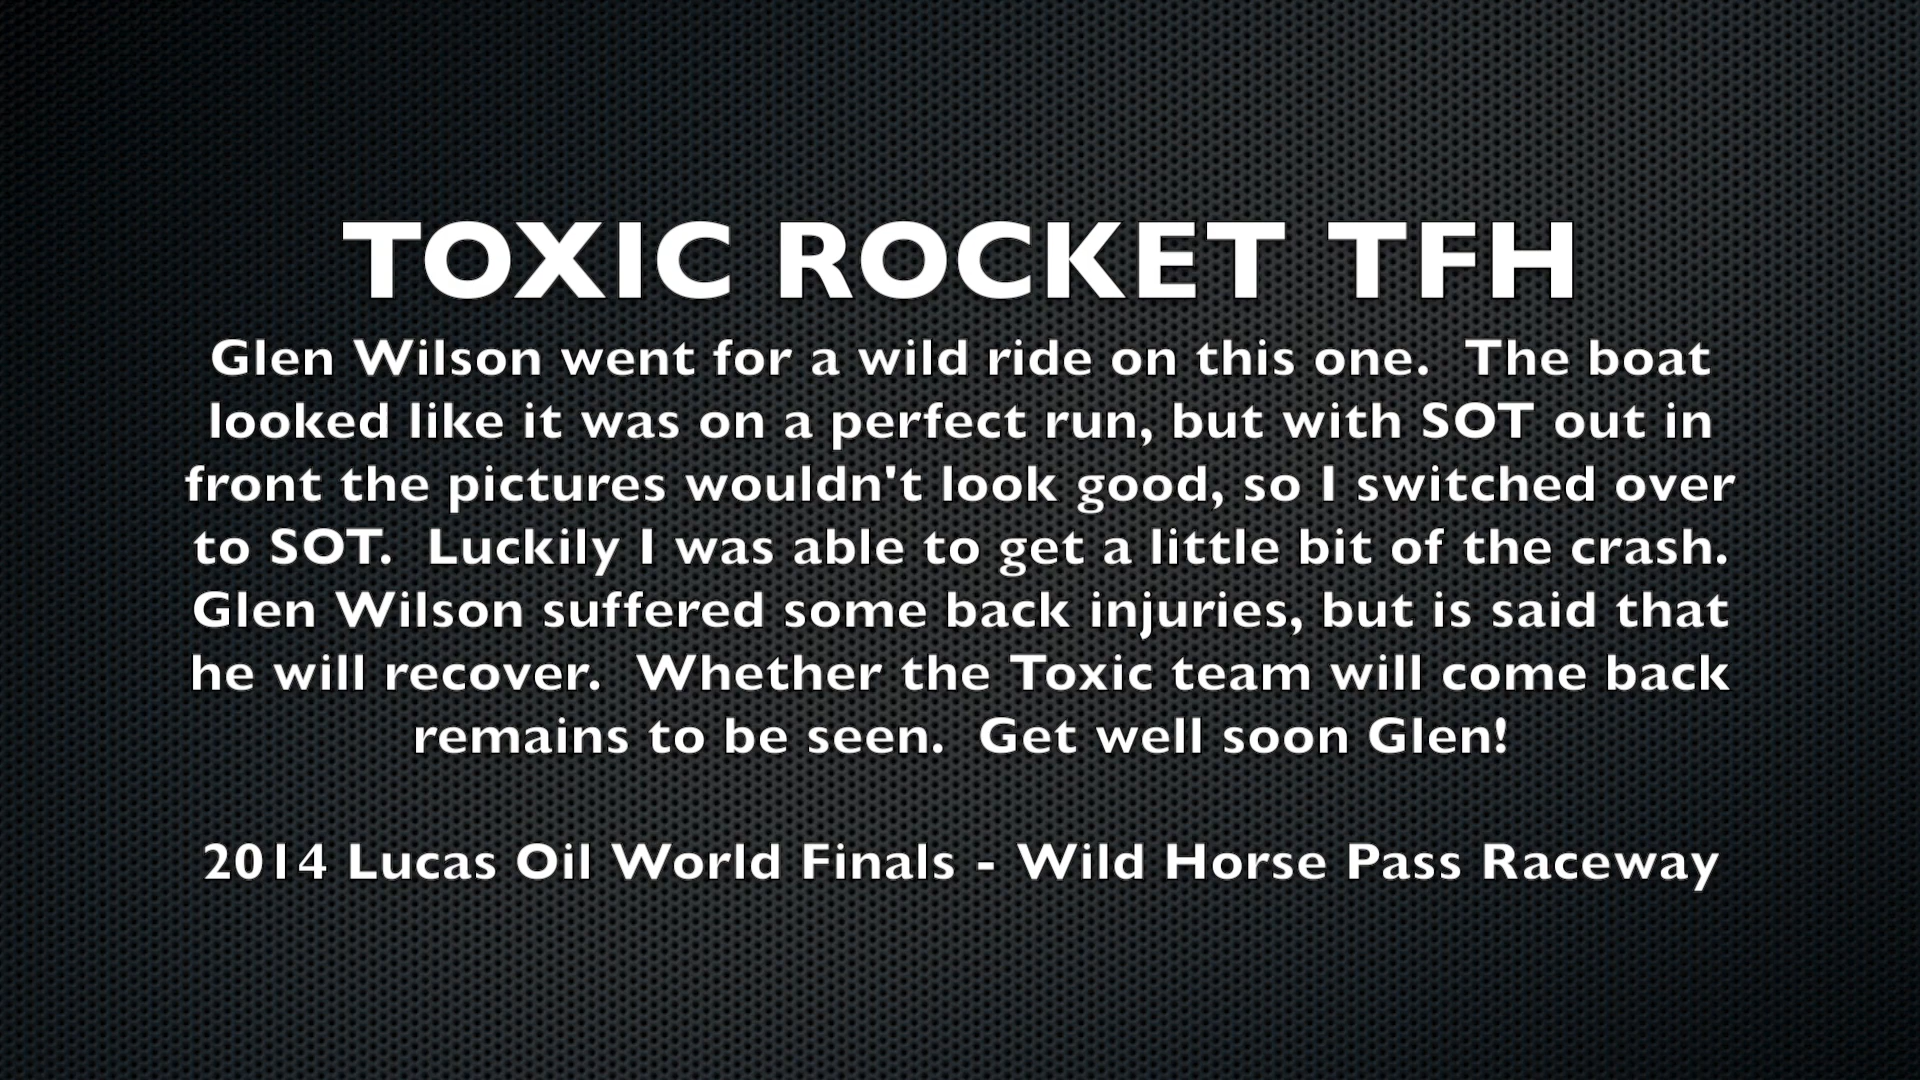 TOXIC ROCKET TFH
Glen Wilson went for a wild ride on this one.  The boat
looked like it was on a perfect run, but with SOT out in
front the pictures wouldn't look good, so I switched over
to SOT.  Luckily I was able to get a little bit of the crash.
Glen Wilson suffered some back injuries, but is said that
he will recover.  Whether the Toxic team will come back
remains to be seen.  Get well soon Glen!
2014 Lucas Oil World Finals - Wild Horse Pass Raceway